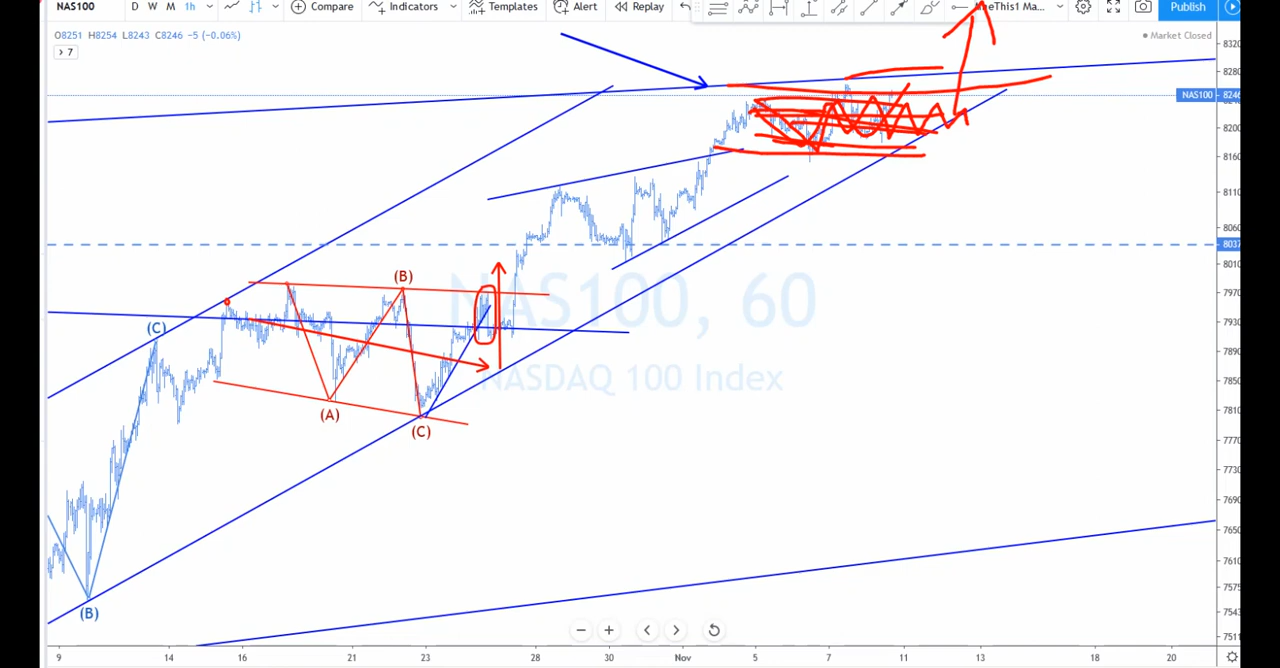 NAS100 D W M 1h Compare Indicators Templates Alert Replay Publish
O8251 H8254 L8243 C8246 −5 (−0.06%)
Market Closed
7
8320
8280
NAS100 8246
8200
8160
8110
8060
8037
8010
7970
7930
7890
7850
7810
7770
7730
7690
7650
7610
7575
7543
7511
(B)
(C)
(A)
(C)
(B)
NAS100, 60
NASDAQ 100 Index
9 14 16 21 23 28 30 Nov 5 7 11 13 18 20